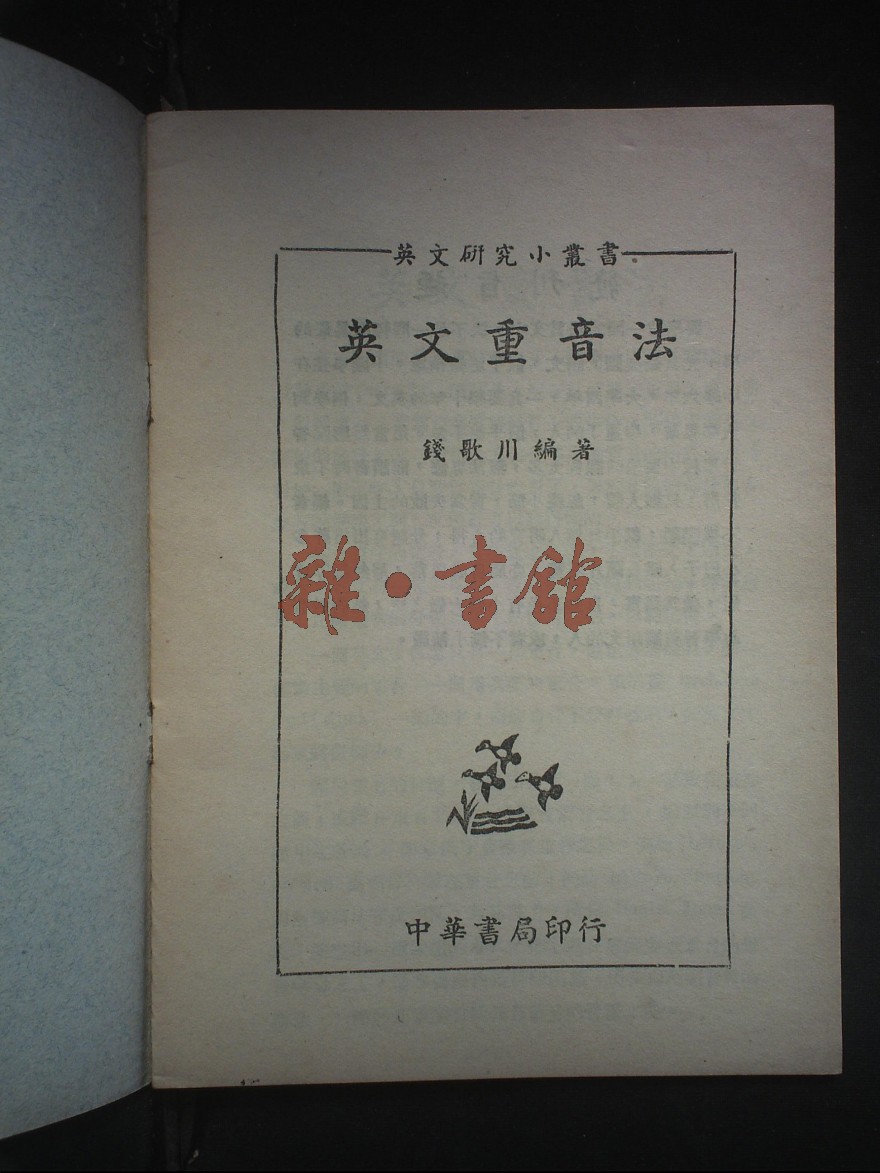 英文研究小叢書
英文重音法
錢歌川編著
雜·書館
中華書局印行